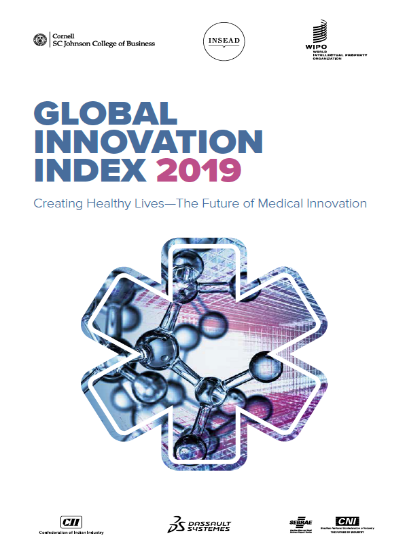 Cornell
SC Johnson College of Business
INSEAD
WIPO
WORLD
INTELLECTUAL PROPERTY
ORGANIZATION
GLOBAL
INNOVATION
INDEX 2019
Creating Healthy Lives—The Future of Medical Innovation
CII
Confederation of Indian Industry
3DS DASSAULT
SYSTEMES
SEBRAE
CNI